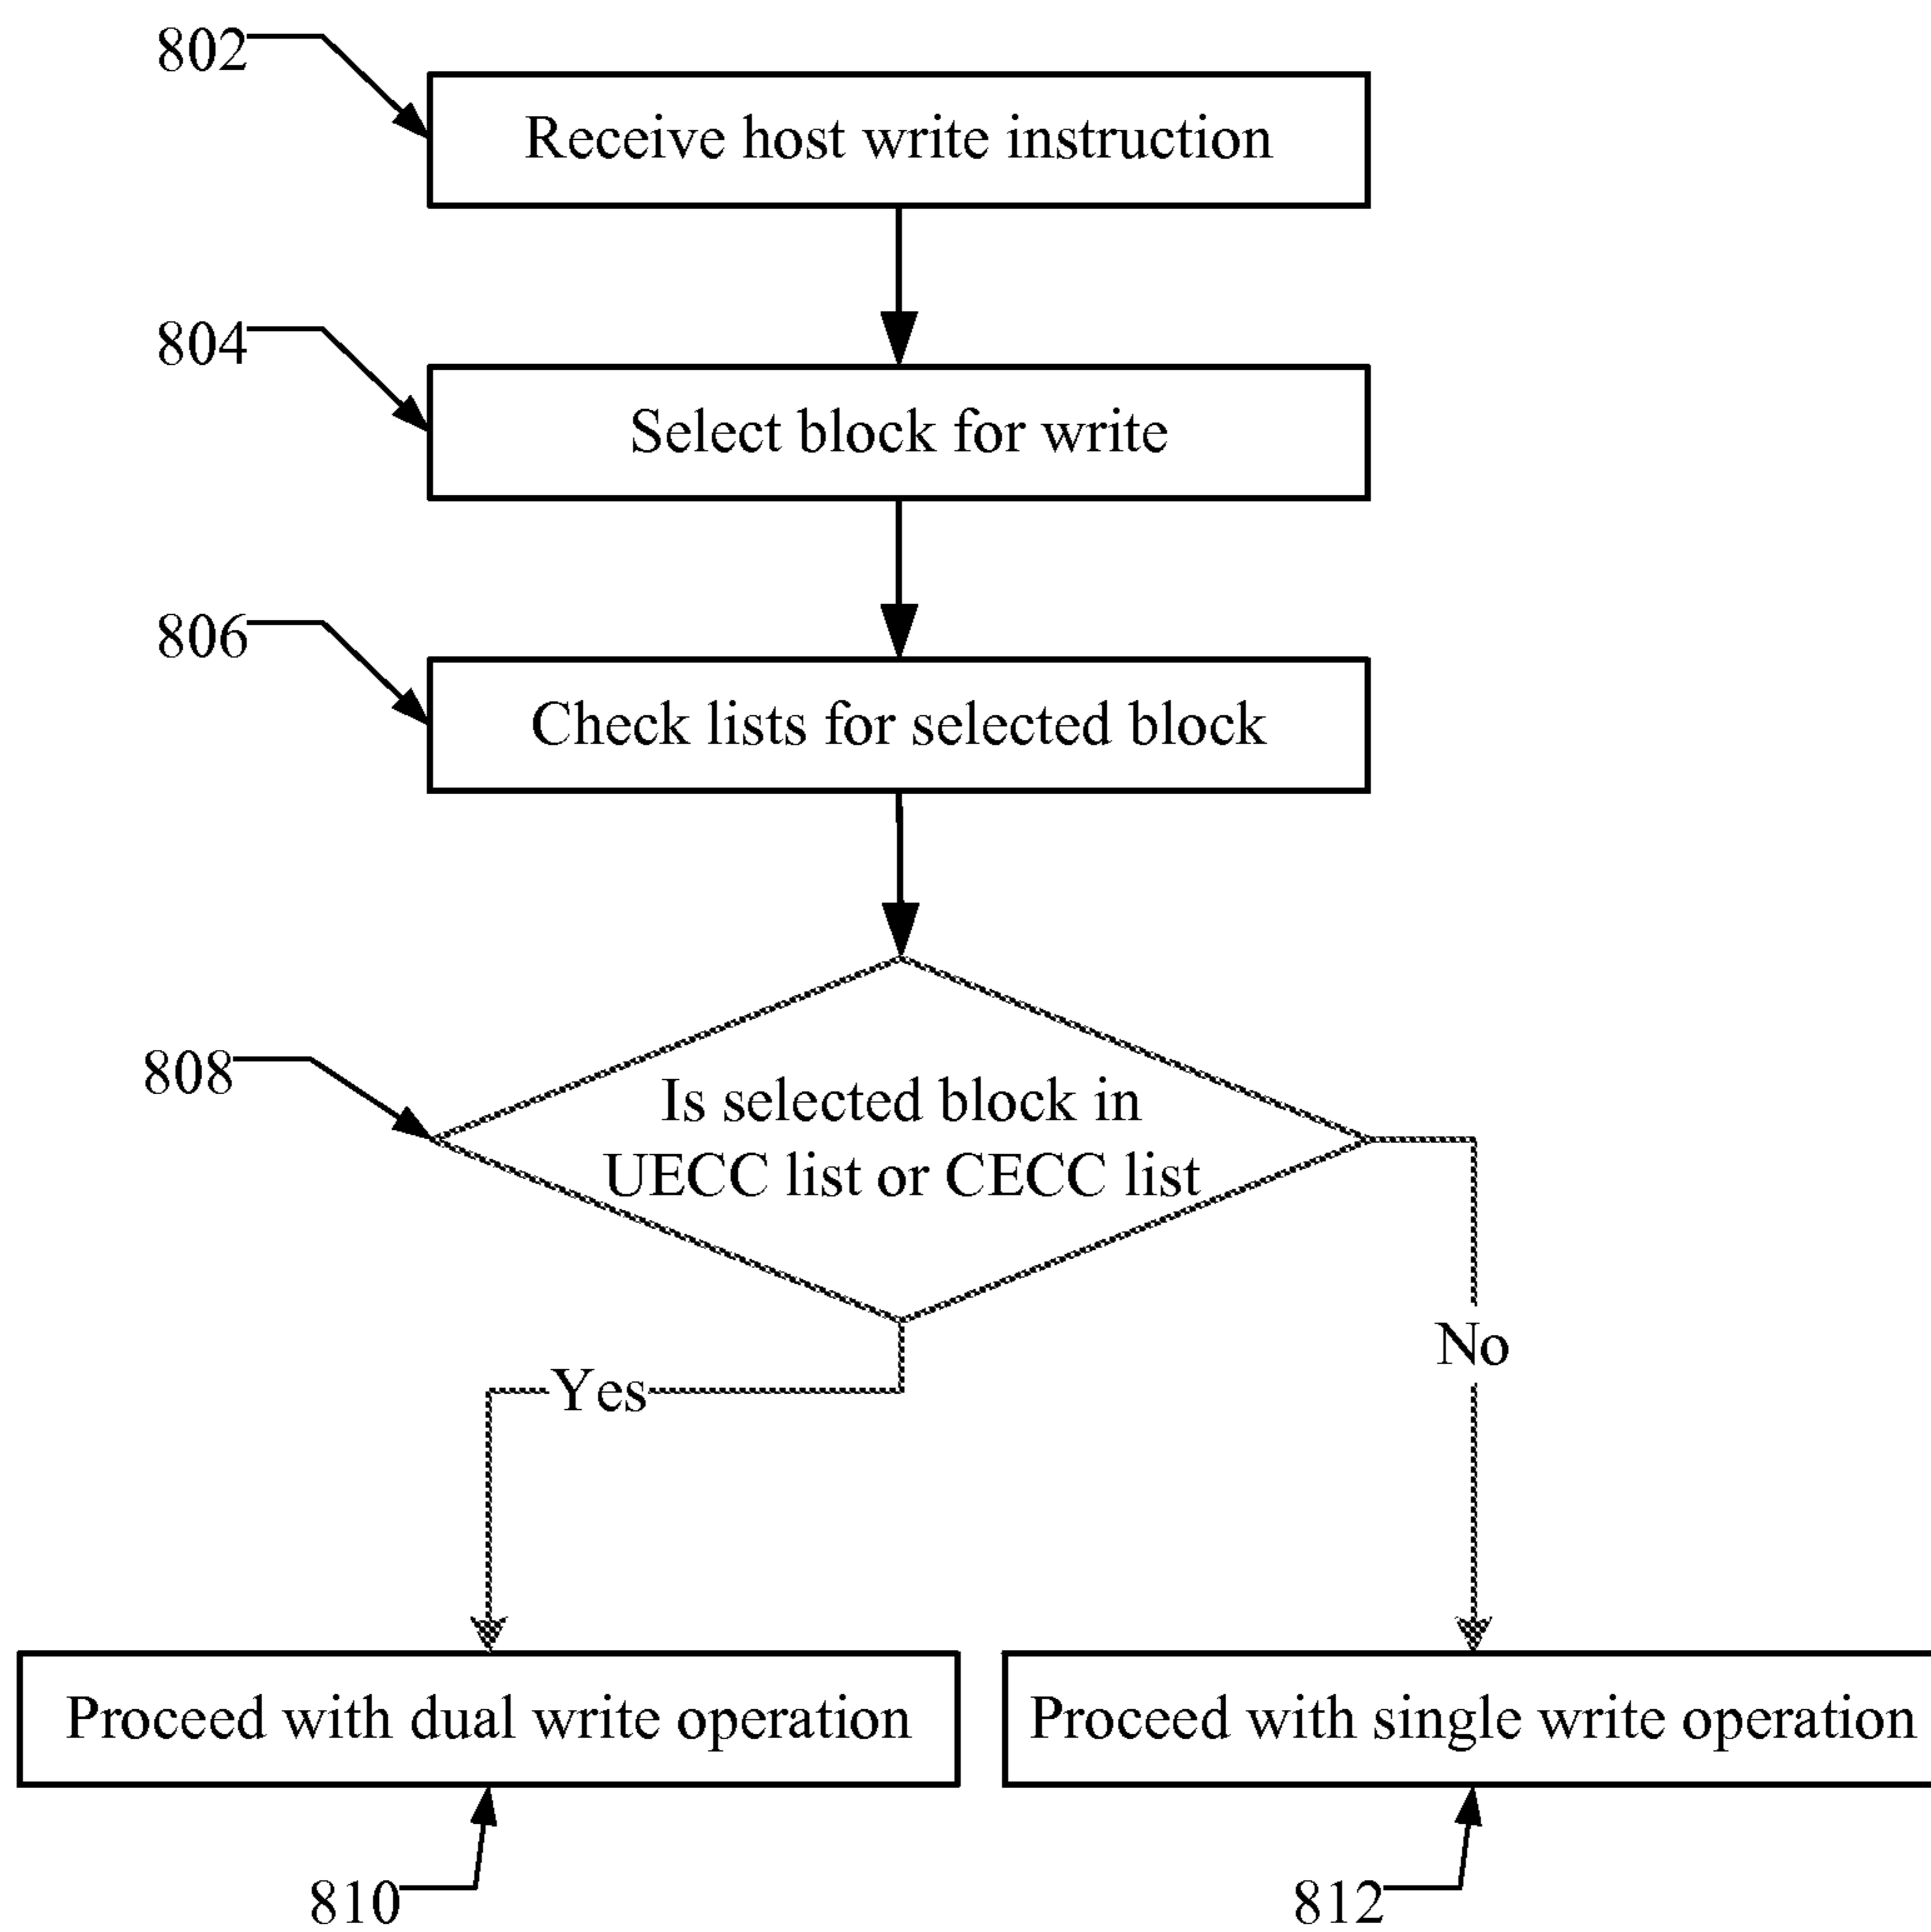 802
Receive host write instruction
804
Select block for write
806
Check lists for selected block
808
Is selected block in
UECC list or CECC list
Yes
No
Proceed with dual write operation
Proceed with single write operation
810
812